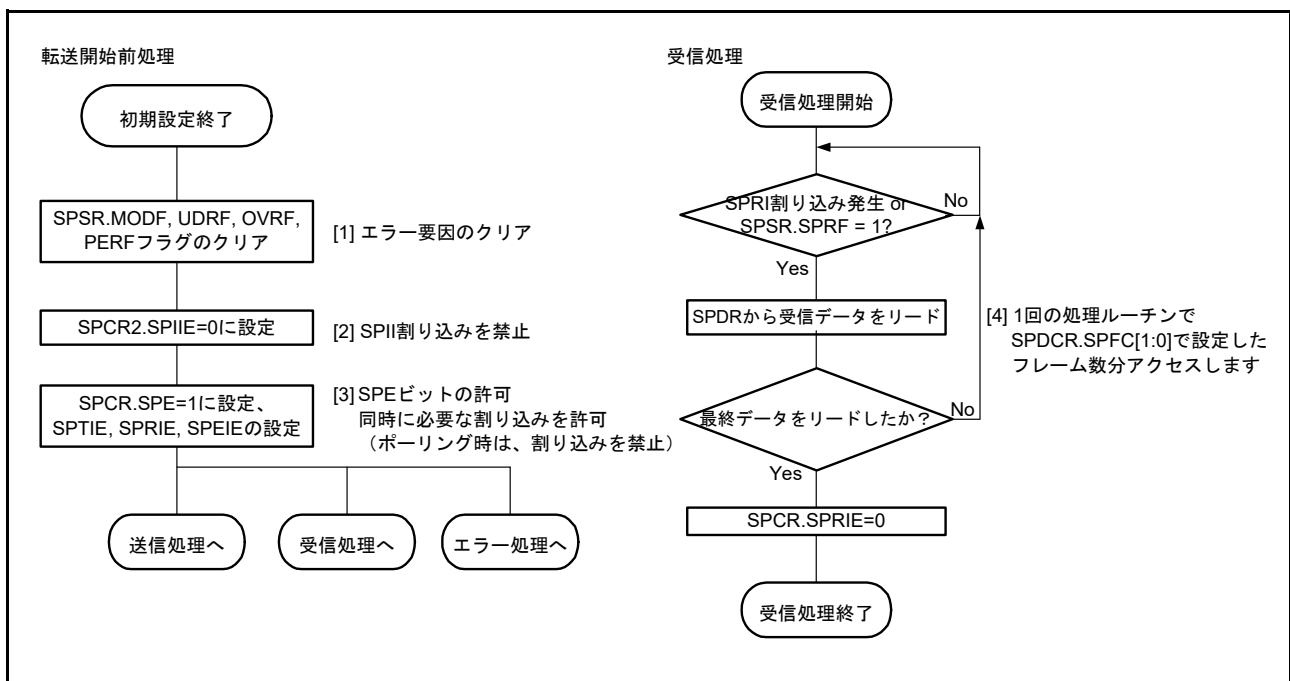 転送開始前処理
初期設定終了
SPSR.MODF, UDRF, OVRF,
PERFフラグのクリア
[1] エラー要因のクリア
SPCR2.SPIIE=0に設定
[2] SPII割り込みを禁止
SPCR.SPE=1に設定、
SPTIE, SPRIE, SPEIEの設定
[3] SPEビットの許可
同時に必要な割り込みを許可
（ポーリング時は、割り込みを禁止）
送信処理へ
受信処理へ
エラー処理へ
受信処理
受信処理開始
SPRI割り込み発生 or
SPSR.SPRF = 1?
No
Yes
SPDRから受信データをリード
[4] 1回の処理ルーチンで
SPDCR.SPFC[1:0]で設定した
フレーム数分アクセスします
最終データをリードしたか？
No
Yes
SPCR.SPRIE=0
受信処理終了